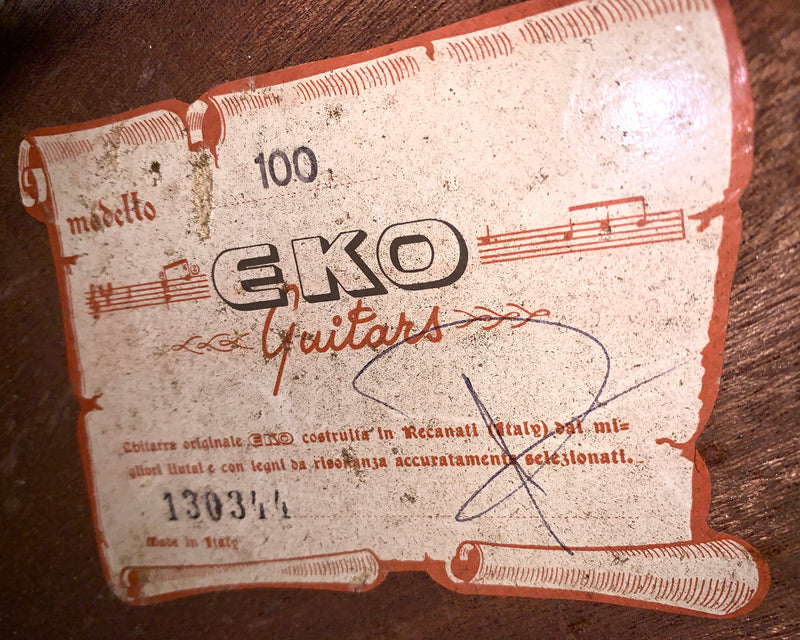 100
modello
EKO
Guitars
Chitarra originale EKO costruita in Recanati (Italy) dai mi=
gliori liutai e con legni da risonanza accuratamente selezionati.
130344
Made in Italy